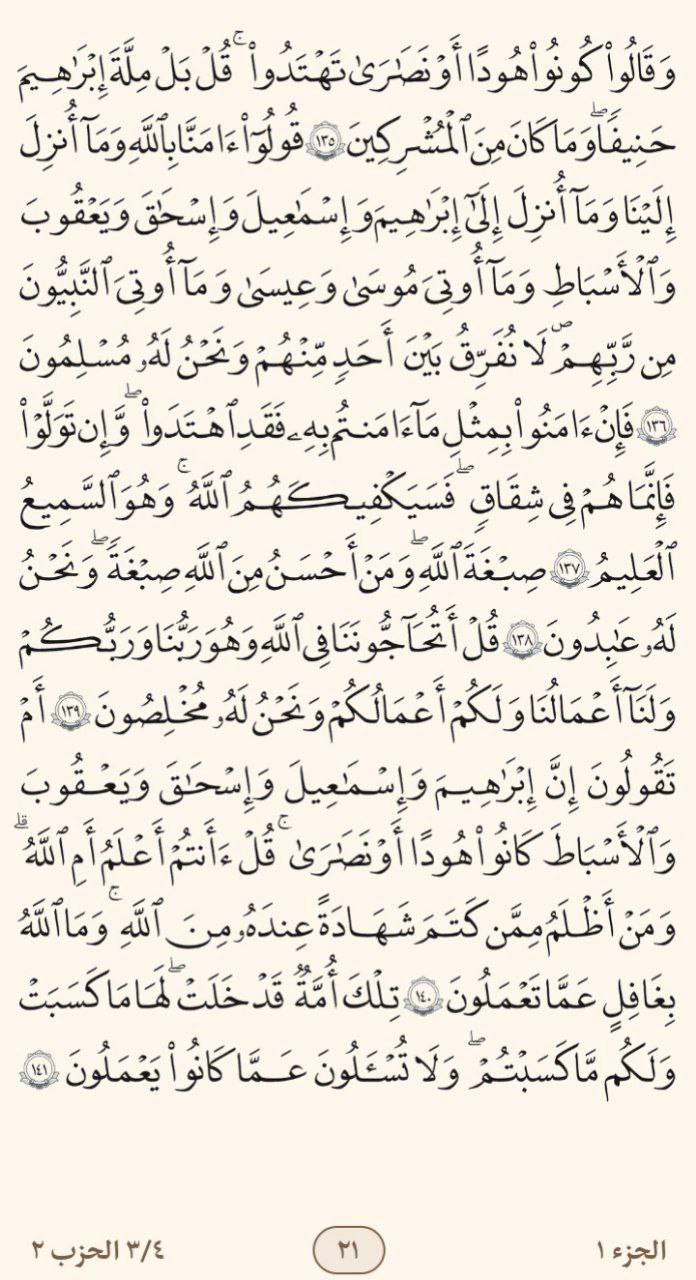 وَقَالُوا۟ كُونُوا۟ هُودًا أَوْ نَصَـٰرَىٰ تَهْتَدُوا۟ ۗ قُلْ بَلْ مِلَّةَ إِبْرَٰهِـۧمَ
حَنِيفًا ۖ وَمَا كَانَ مِنَ ٱلْمُشْرِكِينَ ١٣٥ قُولُوٓا۟ ءَامَنَّا بِٱللَّهِ وَمَآ أُنزِلَ
إِلَيْنَا وَمَآ أُنزِلَ إِلَىٰٓ إِبْرَٰهِـۧمَ وَإِسْمَـٰعِيلَ وَإِسْحَـٰقَ وَيَعْقُوبَ
وَٱلْأَسْبَاطِ وَمَآ أُوتِىَ مُوسَىٰ وَعِيسَىٰ وَمَآ أُوتِىَ ٱلنَّبِيُّونَ
مِن رَّبِّهِمْ ۖ لَا نُفَرِّقُ بَيْنَ أَحَدٍ مِّنْهُمْ وَنَحْنُ لَهُۥ مُسْلِمُونَ
١٣٦ فَإِنْ ءَامَنُوا۟ بِمِثْلِ مَآ ءَامَنتُم بِهِۦ فَقَدِ ٱهْتَدَوا۟ ۖ وَّإِن تَوَلَّوْا۟
فَإِنَّمَا هُمْ فِى شِقَاقٍ ۖ فَسَيَكْفِيكَهُمُ ٱللَّهُ ۚ وَهُوَ ٱلسَّمِيعُ
ٱلْعَلِيمُ ١٣٧ صِبْغَةَ ٱللَّهِ ۖ وَمَنْ أَحْسَنُ مِنَ ٱللَّهِ صِبْغَةً ۖ وَنَحْنُ
لَهُۥ عَـٰبِدُونَ ١٣٨ قُلْ أَتُحَآجُّونَنَا فِى ٱللَّهِ وَهُوَ رَبُّنَا وَرَبُّكُمْ
وَلَنَآ أَعْمَـٰلُنَا وَلَكُمْ أَعْمَـٰلُكُمْ وَنَحْنُ لَهُۥ مُخْلِصُونَ ١٣٩ أَمْ
تَقُولُونَ إِنَّ إِبْرَٰهِـۧمَ وَإِسْمَـٰعِيلَ وَإِسْحَـٰقَ وَيَعْقُوبَ
وَٱلْأَسْبَاطَ كَانُوا۟ هُودًا أَوْ نَصَـٰرَىٰ ۗ قُلْ ءَأَنتُمْ أَعْلَمُ أَمِ ٱللَّهُ ۗ
وَمَنْ أَظْلَمُ مِمَّن كَتَمَ شَهَـٰدَةً عِندَهُۥ مِنَ ٱللَّهِ ۗ وَمَا ٱللَّهُ
بِغَـٰفِلٍ عَمَّا تَعْمَلُونَ ١٤٠ تِلْكَ أُمَّةٌ قَدْ خَلَتْ ۖ لَهَا مَا كَسَبَتْ
وَلَكُم مَّا كَسَبْتُمْ ۖ وَلَا تُسْـَٔلُونَ عَمَّا كَانُوا۟ يَعْمَلُونَ ١٤١
الجزء ١ ٢١ ٣/٤ الحزب ٢